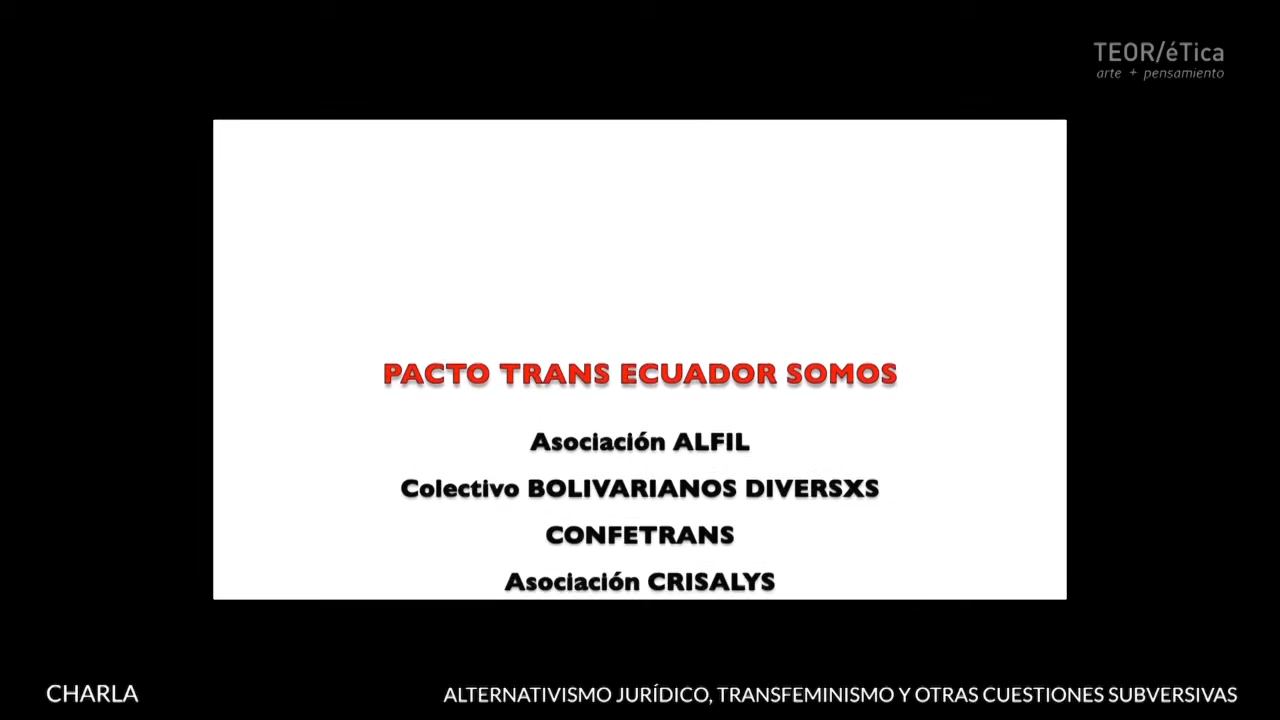 TEOR/éTica
arte + pensamiento
PACTO TRANS ECUADOR SOMOS
Asociación ALFIL
Colectivo BOLIVARIANOS DIVERSXS
CONFETRANS
Asociación CRISALYS
CHARLA
ALTERNATIVISMO JURÍDICO, TRANSFEMINISMO Y OTRAS CUESTIONES SUBVERSIVAS